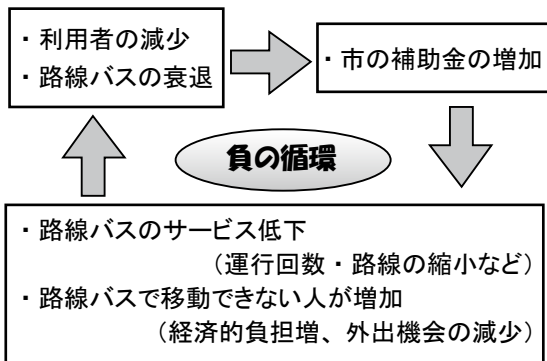 ・利用者の減少
・路線バスの衰退
・市の補助金の増加
負の循環
・路線バスのサービス低下
（運行回数・路線の縮小など）
・路線バスで移動できない人が増加
（経済的負担増、外出機会の減少）